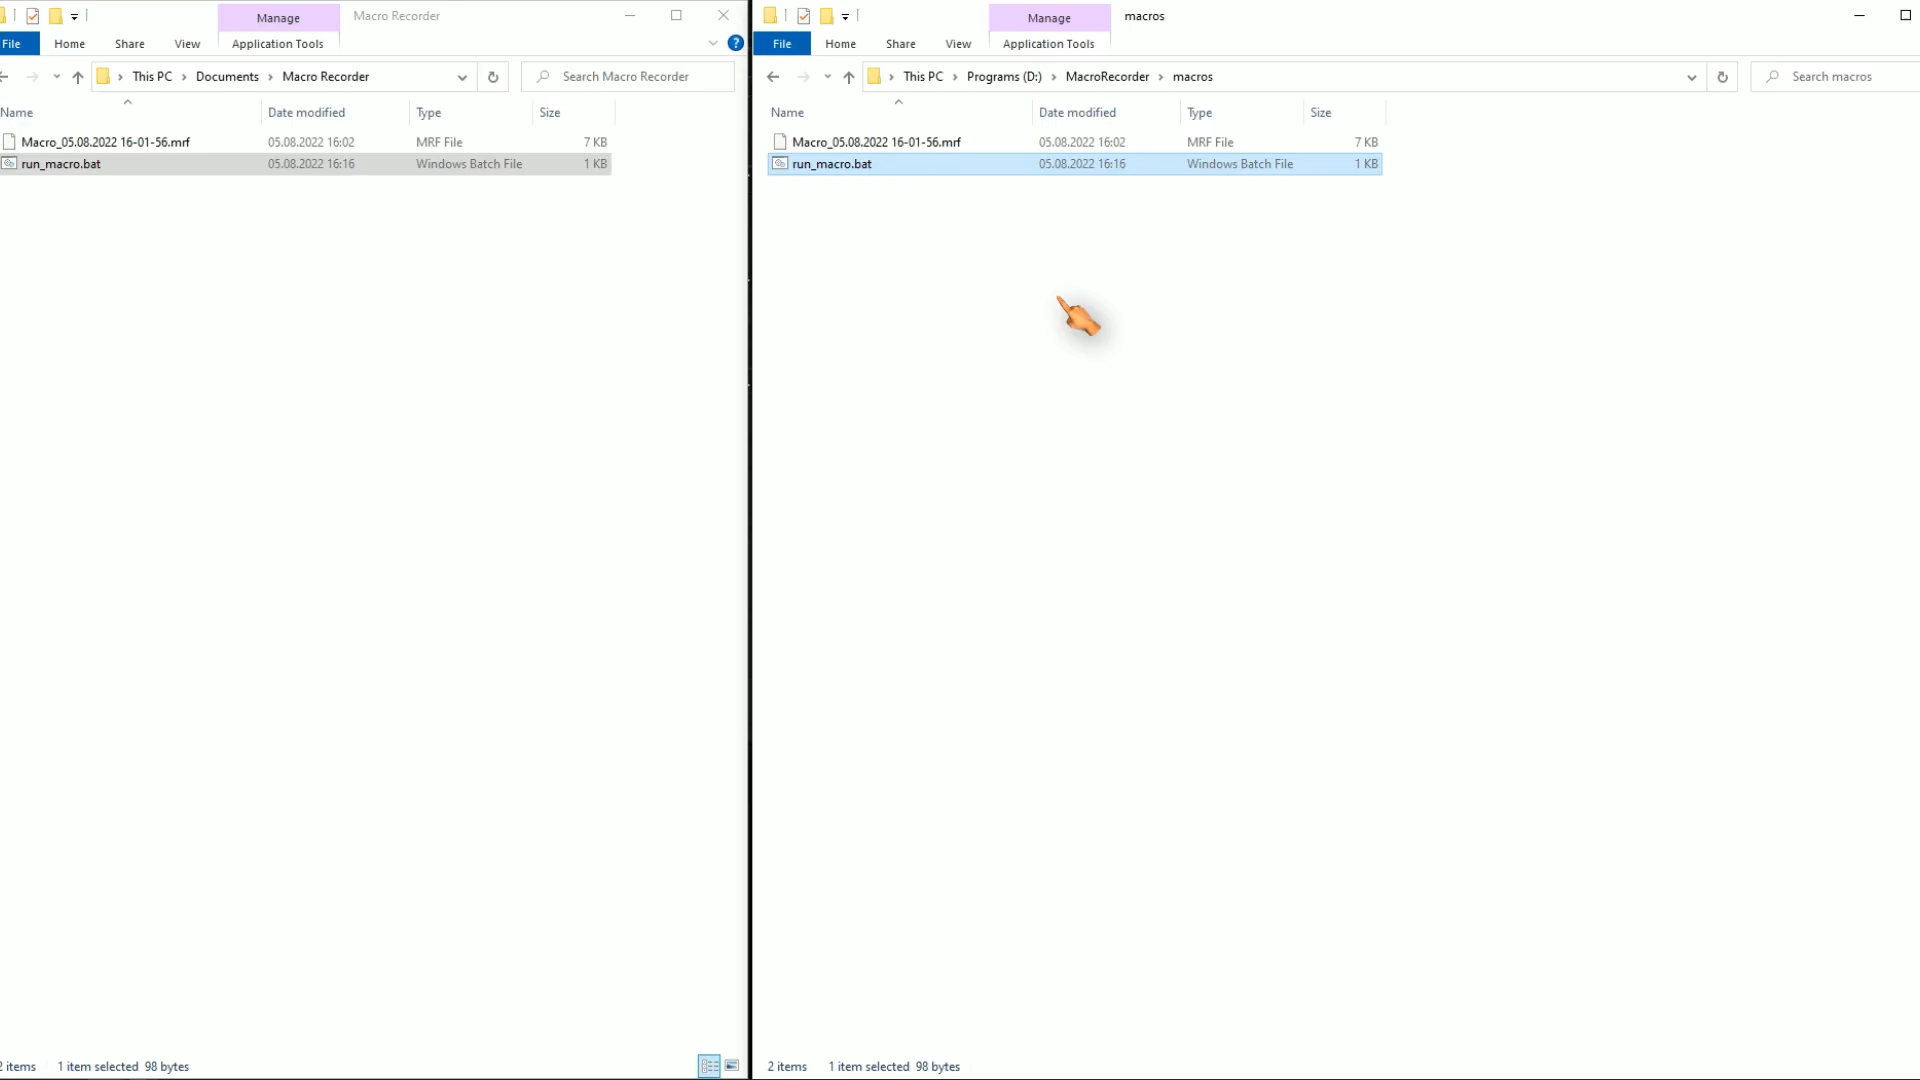 Manage
Macro Recorder
File
Home
Share
View
Application Tools
?
This PC
Documents
Macro Recorder
Search Macro Recorder
Name
Date modified
Type
Size
Macro_05.08.2022 16-01-56.mrf
05.08.2022 16:02
MRF File
7 KB
run_macro.bat
05.08.2022 16:16
Windows Batch File
1 KB
2 items
1 item selected 98 bytes
Manage
macros
File
Home
Share
View
Application Tools
This PC
Programs (D:)
MacroRecorder
macros
Search macros
Name
Date modified
Type
Size
Macro_05.08.2022 16-01-56.mrf
05.08.2022 16:02
MRF File
7 KB
run_macro.bat
05.08.2022 16:16
Windows Batch File
1 KB
2 items
1 item selected 98 bytes